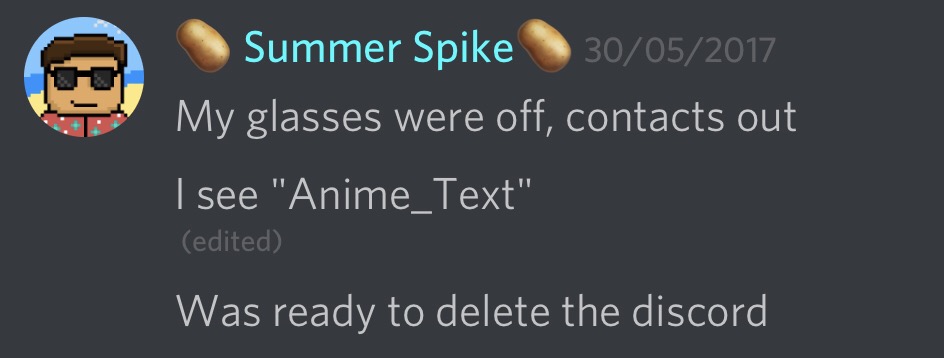 🥔 Summer Spike 🥔 30/05/2017
My glasses were off, contacts out
I see "Anime_Text"
(edited)
Was ready to delete the discord